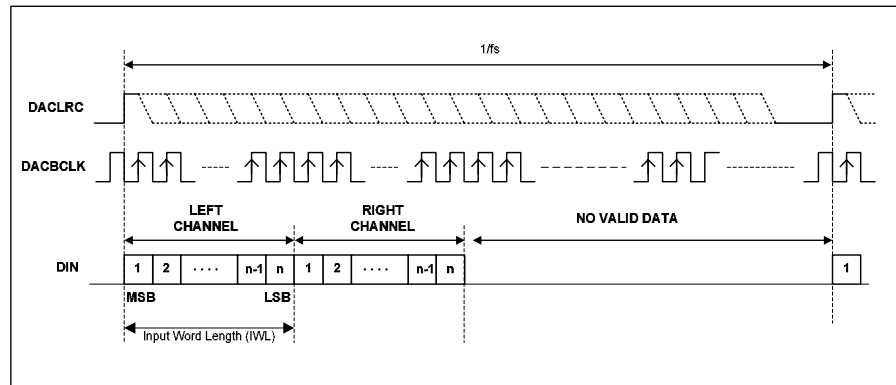 1/fs
DACLRC
DACBCLK
LEFT
CHANNEL
RIGHT
CHANNEL
NO VALID DATA
DIN
1 2 · · · · n-1 n 1 2 · · · · n-1 n 1
MSB LSB
Input Word Length (IWL)